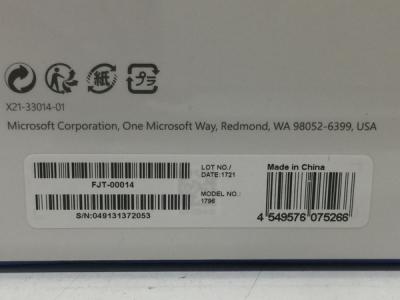 紙
プラ
X21-33014-01
Microsoft Corporation, One Microsoft Way, Redmond, WA 98052-6399, USA
LOT NO./
DATE:1721
Made in China
FJT-00014
MODEL NO.:
1796
S/N:049131372053
4 549576 075266